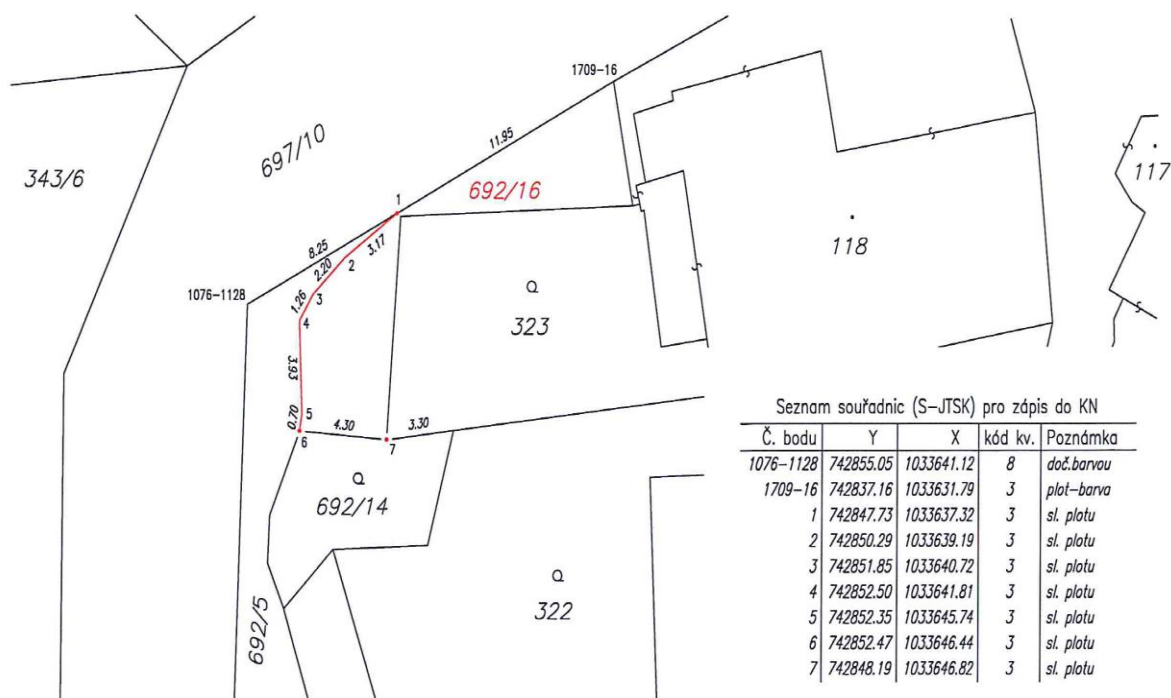 1709-16
11.95
697/10
343/6
692/16
117
1
3.17
8.25
2
2.20
118
1076-1128
3
1.26
4
323
3.93
5
0.70
6
4.30
3.30
7
692/14
322
692/5
Seznam souřadnic (S-JTSK) pro zápis do KN
Č. bodu Y X kód kv. Poznámka
1076-1128 742855.05 1033641.12 8 doč.barvou
1709-16 742837.16 1033631.79 3 plot-barva
1 742847.73 1033637.32 3 sl. plotu
2 742850.29 1033639.19 3 sl. plotu
3 742851.85 1033640.72 3 sl. plotu
4 742852.50 1033641.81 3 sl. plotu
5 742852.35 1033645.74 3 sl. plotu
6 742852.47 1033646.44 3 sl. plotu
7 742848.19 1033646.82 3 sl. plotu